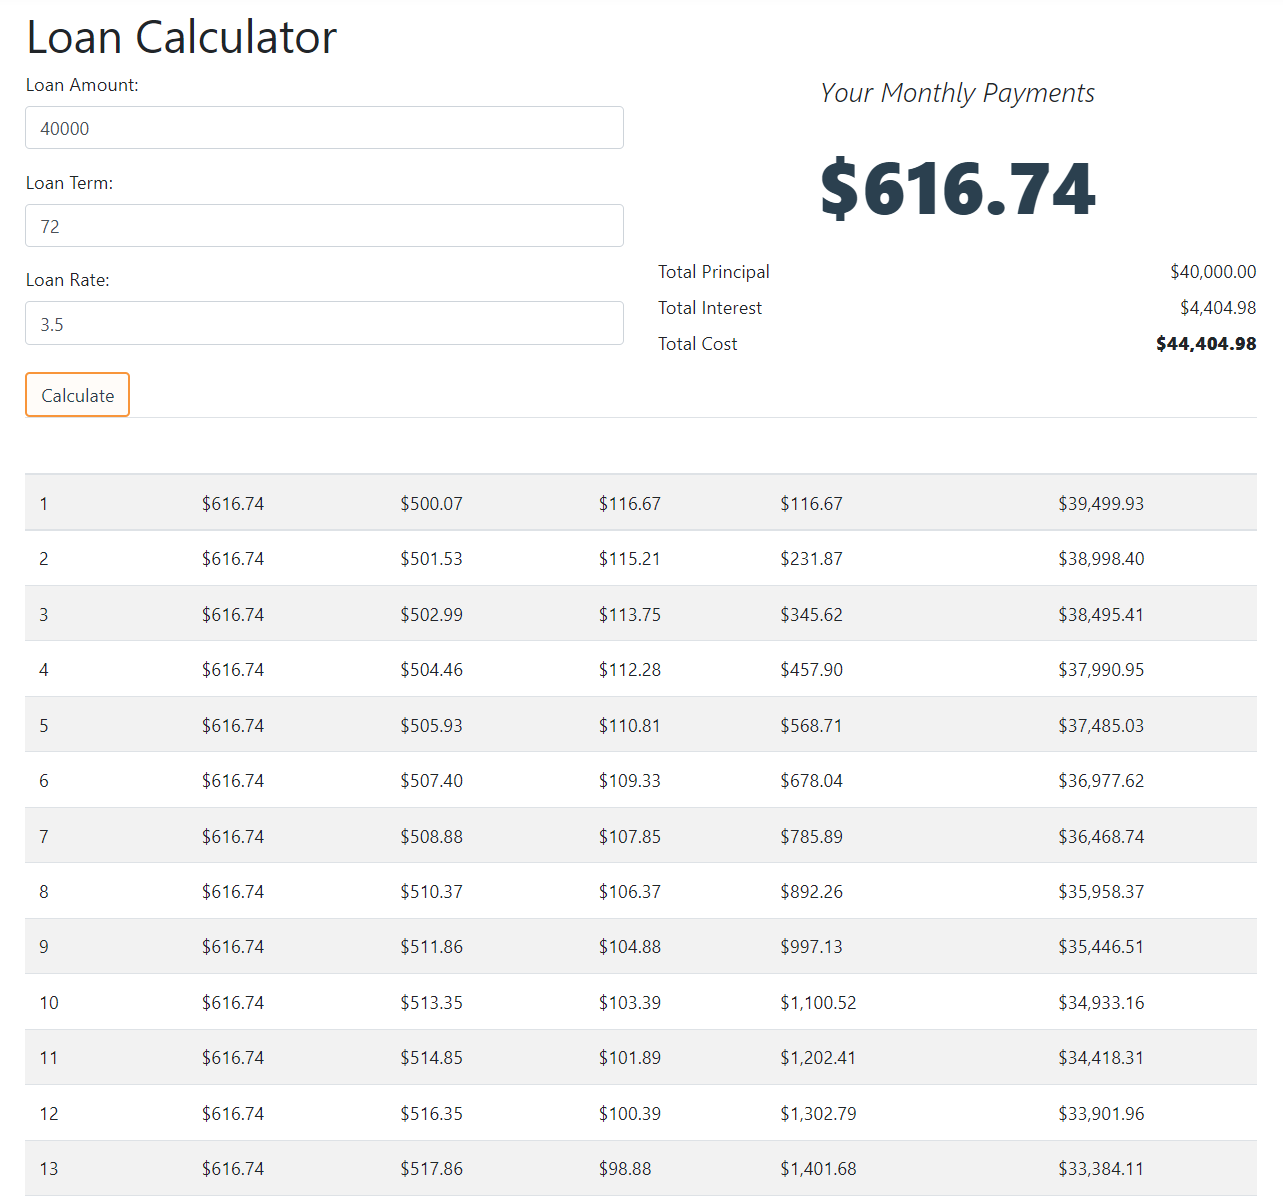 Loan Calculator
Loan Amount:
40000
Loan Term:
72
Loan Rate:
3.5
Calculate
Your Monthly Payments
$616.74
Total Principal $40,000.00
Total Interest $4,404.98
Total Cost $44,404.98
1 $616.74 $500.07 $116.67 $116.67 $39,499.93
2 $616.74 $501.53 $115.21 $231.87 $38,998.40
3 $616.74 $502.99 $113.75 $345.62 $38,495.41
4 $616.74 $504.46 $112.28 $457.90 $37,990.95
5 $616.74 $505.93 $110.81 $568.71 $37,485.03
6 $616.74 $507.40 $109.33 $678.04 $36,977.62
7 $616.74 $508.88 $107.85 $785.89 $36,468.74
8 $616.74 $510.37 $106.37 $892.26 $35,958.37
9 $616.74 $511.86 $104.88 $997.13 $35,446.51
10 $616.74 $513.35 $103.39 $1,100.52 $34,933.16
11 $616.74 $514.85 $101.89 $1,202.41 $34,418.31
12 $616.74 $516.35 $100.39 $1,302.79 $33,901.96
13 $616.74 $517.86 $98.88 $1,401.68 $33,384.11